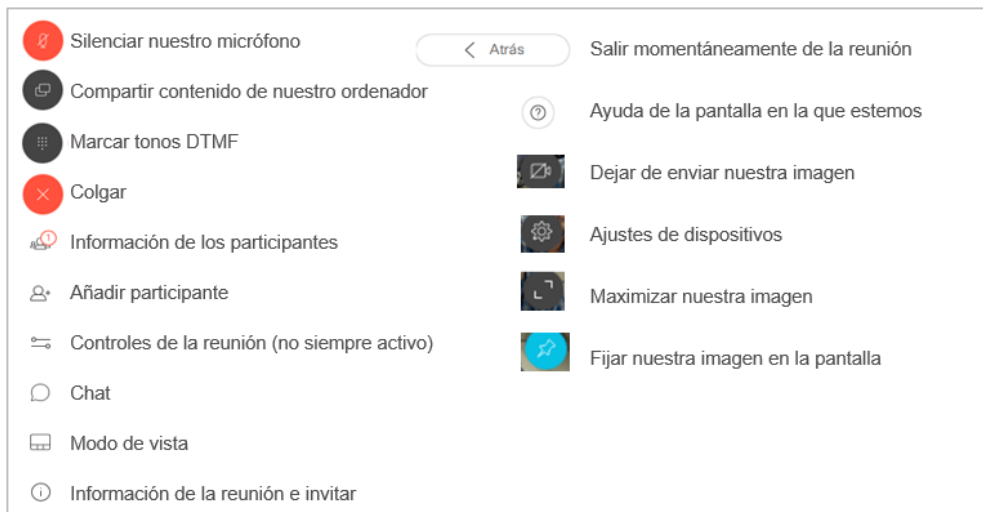 Silenciar nuestro micrófono
Compartir contenido de nuestro ordenador
Marcar tonos DTMF
Colgar
1
Información de los participantes
Añadir participante
Controles de la reunión (no siempre activo)
Chat
Modo de vista
Información de la reunión e invitar
Atrás
Salir momentáneamente de la reunión
?
Ayuda de la pantalla en la que estemos
Dejar de enviar nuestra imagen
Ajustes de dispositivos
Maximizar nuestra imagen
Fijar nuestra imagen en la pantalla